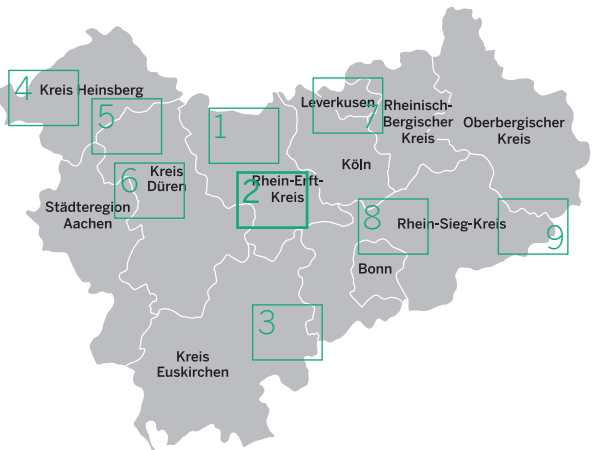 4
Kreis Heinsberg
5
1
Leverkusen
7
Rheinisch-
Bergischer
Kreis
Oberbergischer
Kreis
6
Kreis
Düren
2
Rhein-Erft-
Kreis
Köln
Städteregion
Aachen
8
Rhein-Sieg-Kreis
9
Bonn
3
Kreis
Euskirchen